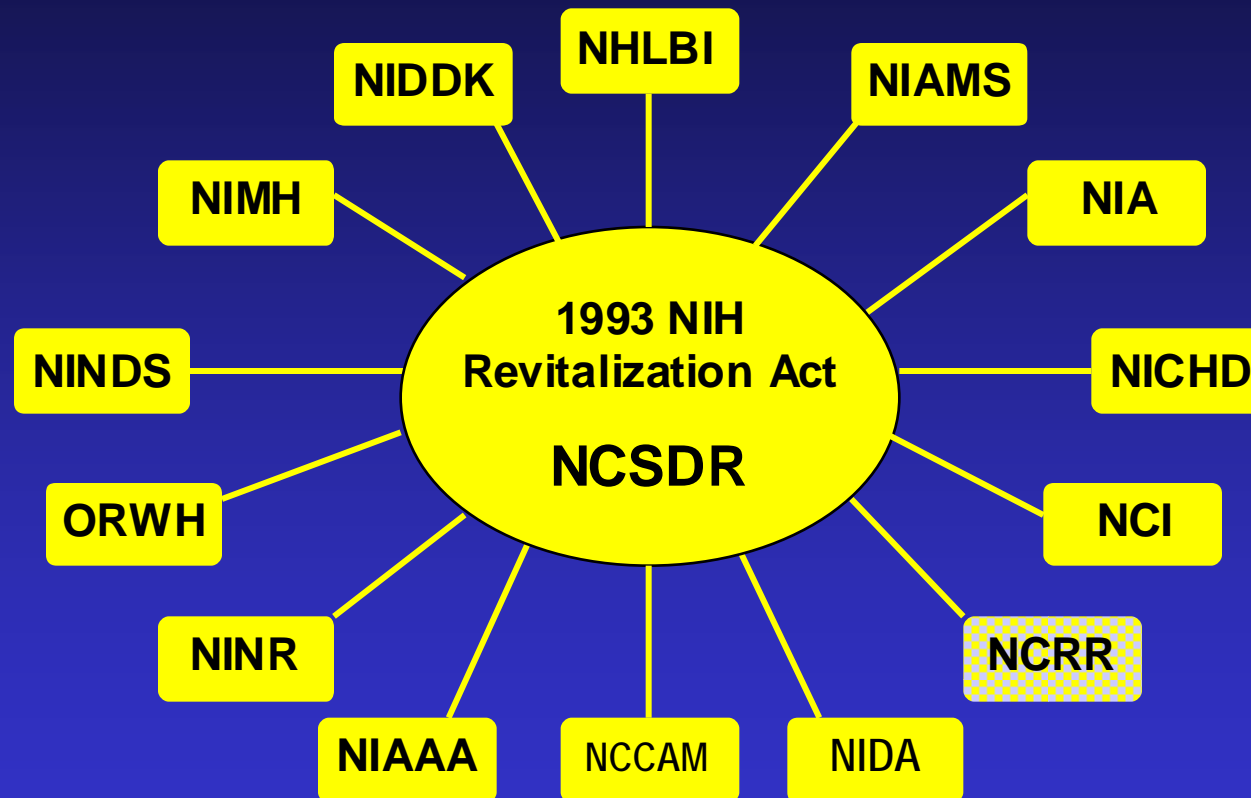 NHLBI
NIDDK
NIAMS
NIMH
NIA
1993 NIH
Revitalization Act
NCSDR
NINDS
NICHD
ORWH
NCI
NINR
NCRR
NIAAA
NCCAM
NIDA